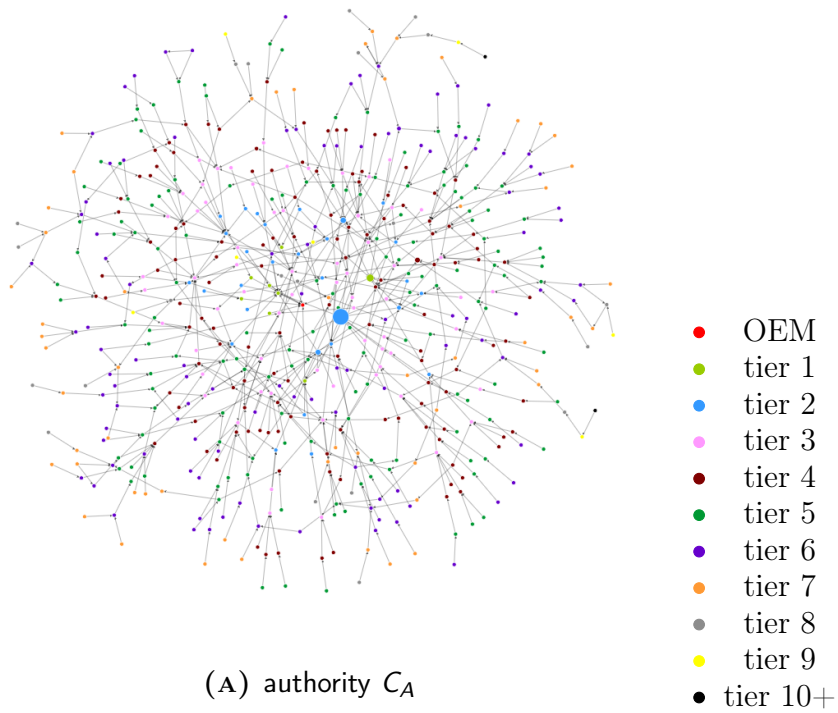 OEM
tier 1
tier 2
tier 3
tier 4
tier 5
tier 6
tier 7
tier 8
tier 9
tier 10+
(A) authority C_A